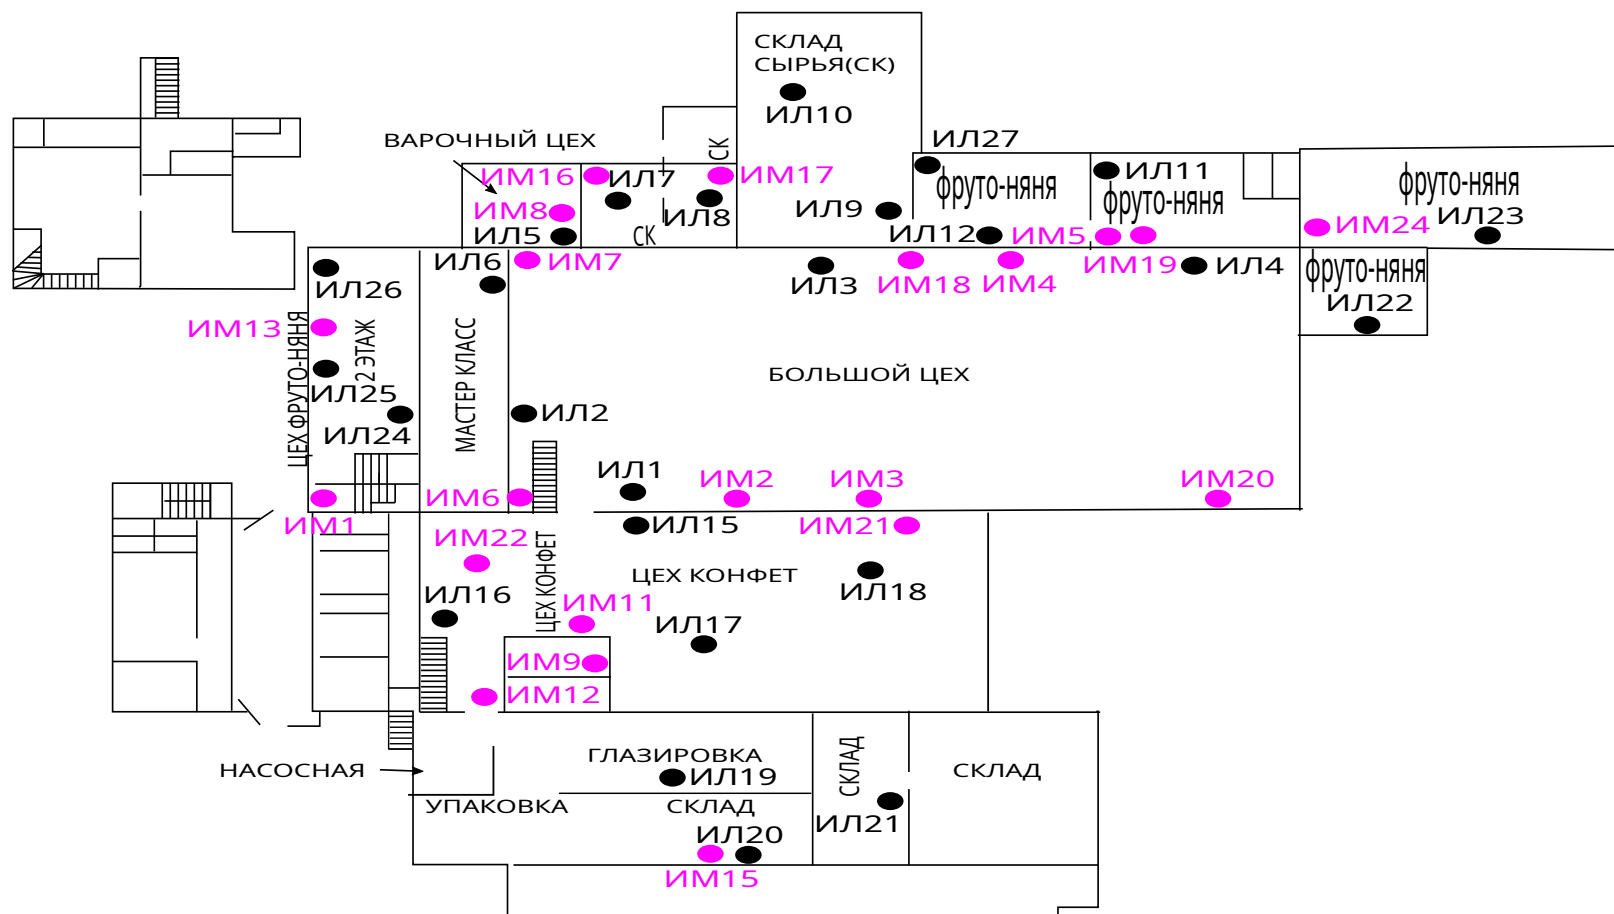 СКЛАД
СЫРЬЯ(СК)
ИЛ10
ВАРОЧНЫЙ ЦЕХ
СК
ИЛ27
ИМ16
ИЛ7
ИМ17
фруто-няня
ИЛ11
фруто-няня
фруто-няня
ИМ8
ИЛ8
ИЛ9
ИМ24
ИЛ23
ИЛ5
СК
ИЛ12
ИМ5
ИЛ6
ИМ7
ИЛ3
ИМ18
ИМ4
ИМ19
ИЛ4
фруто-няня
ИЛ26
ИЛ22
ИМ13
ЦЕХ ФРУТО-НЯНЯ
2 ЭТАЖ
МАСТЕР КЛАСС
БОЛЬШОЙ ЦЕХ
ИЛ25
ИЛ2
ИЛ24
ИЛ1
ИМ2
ИМ3
ИМ20
ИМ6
ИМ1
ИЛ15
ИМ21
ИМ22
ЦЕХ КОНФЕТ
ЦЕХ КОНФЕТ
ИЛ18
ИЛ16
ИМ11
ИЛ17
ИМ9
ИМ12
НАСОСНАЯ
ГЛАЗИРОВКА
ИЛ19
СКЛАД
СКЛАД
УПАКОВКА
СКЛАД
ИЛ21
ИЛ20
ИМ15